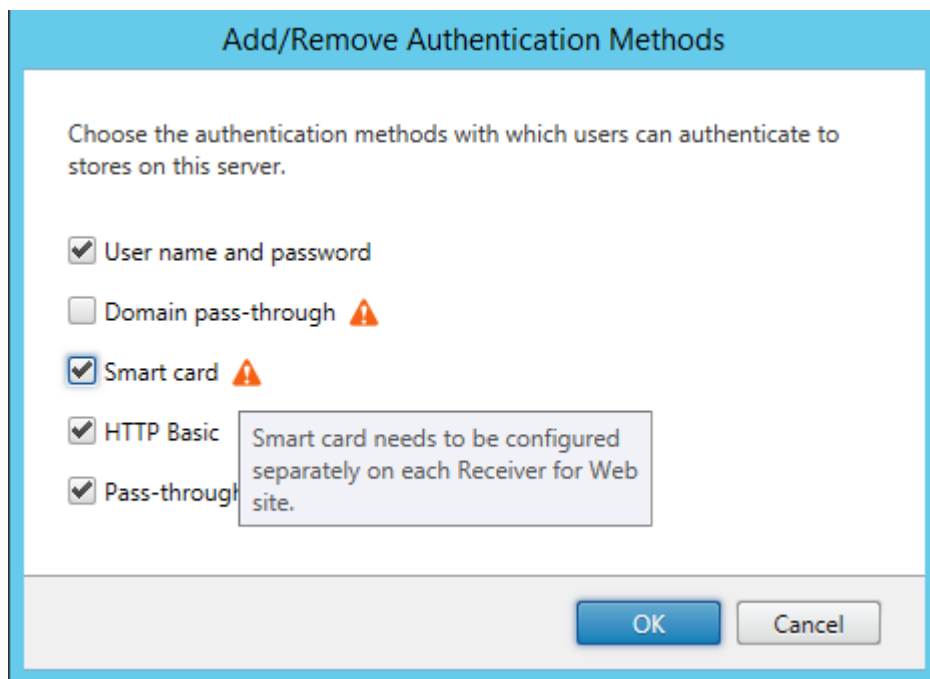 Add/Remove Authentication Methods
Choose the authentication methods with which users can authenticate to
stores on this server.
User name and password
Domain pass-through
Smart card
HTTP Basic
Smart card needs to be configured
separately on each Receiver for Web
site.
Pass-through
OK
Cancel